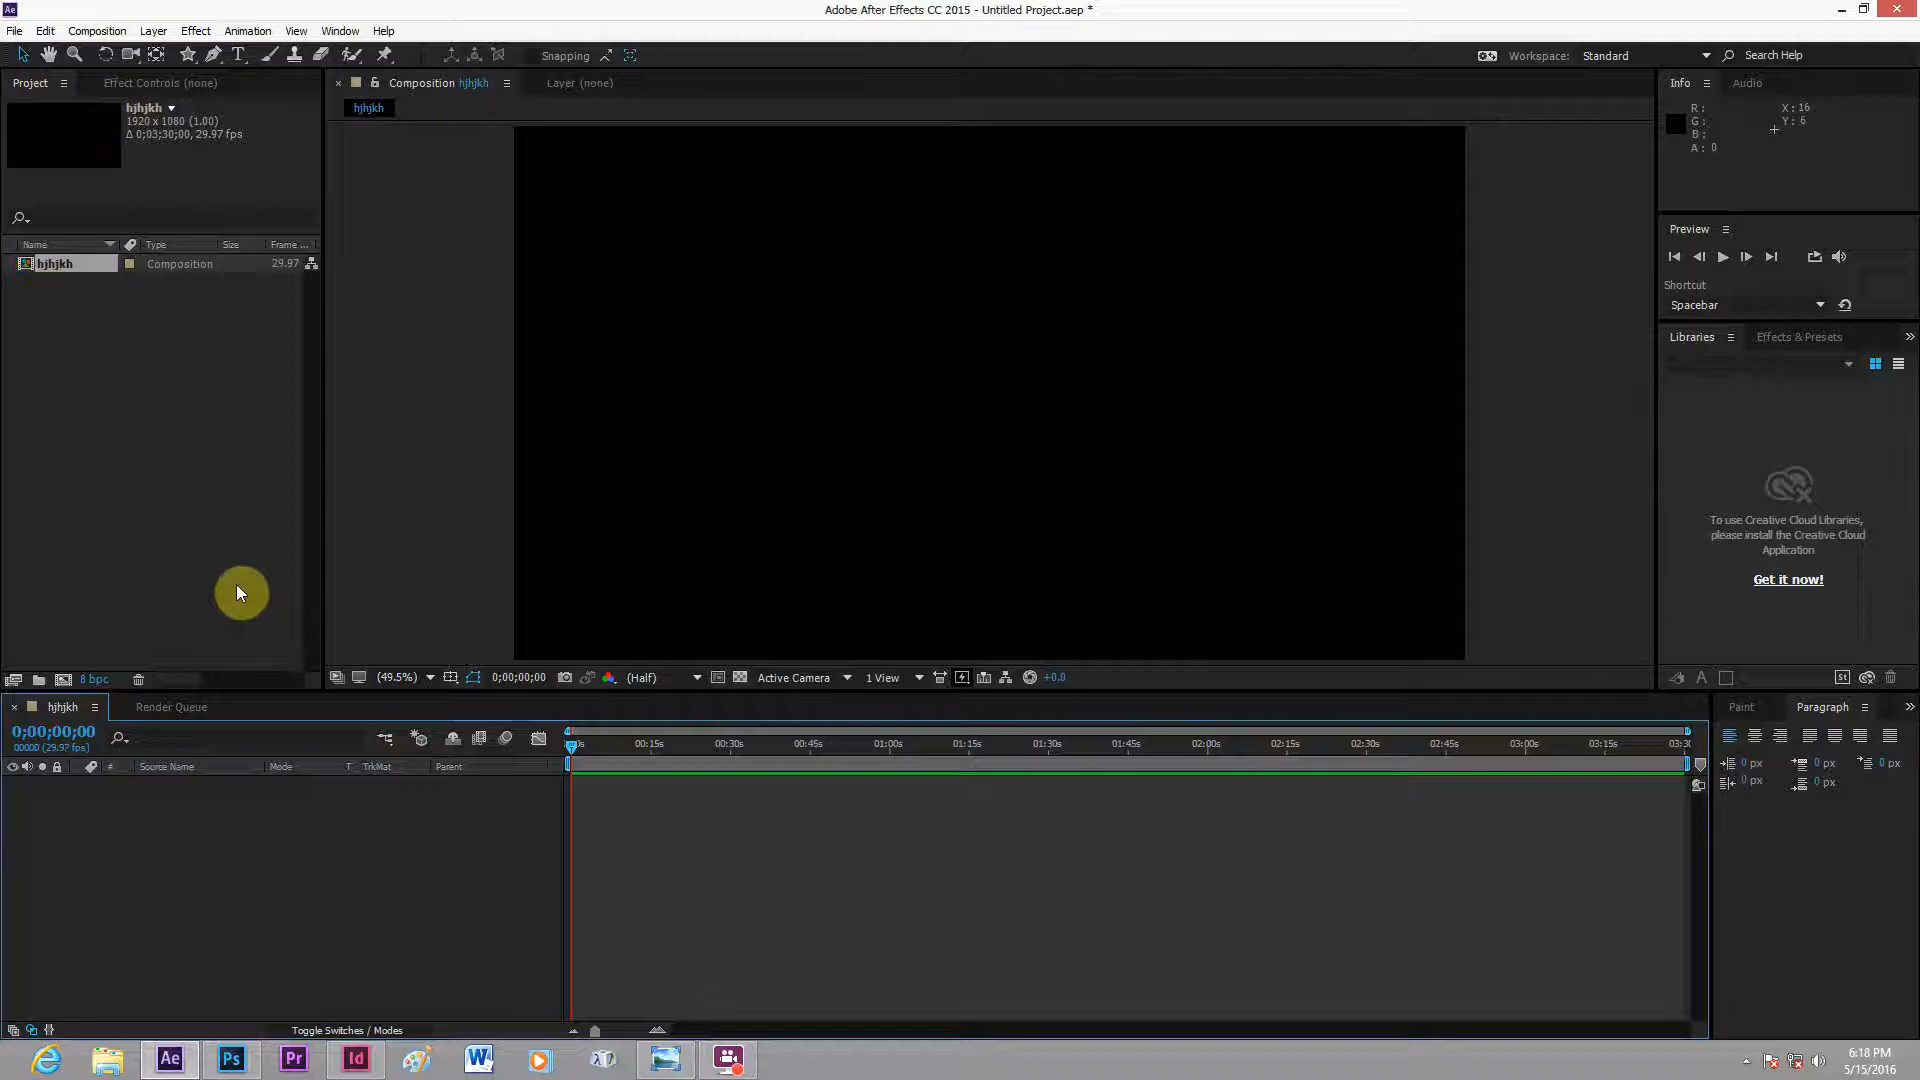 Ae
Adobe After Effects CC 2015 - Untitled Project.aep *
File Edit Composition Layer Effect Animation View Window Help
T Snapping Workspace: Standard Search Help
Project Effect Controls (none) Composition hjhjkh Layer (none) Info Audio
hjhjkh
1920 x 1080 (1.00)
Δ 0;03;30;00, 29.97 fps
hjhjkh
R :
G :
B :
A : 0
X : 16
Y : 6
Preview
Shortcut
Spacebar
Name Type Size Frame ...
hjhjkh Composition 29.97
Libraries Effects & Presets
To use Creative Cloud Libraries,
please install the Creative Cloud
Application
Get it now!
8 bpc (49.5%) 0;00;00;00 (Half) Active Camera 1 View +0.0 A St
hjhjkh Render Queue
0;00;00;00
00000 (29.97 fps)
00:15s 00:30s 00:45s 01:00s 01:15s 01:30s 01:45s 02:00s 02:15s 02:30s 02:45s 03:00s 03:15s
# Source Name Mode T TrkMat Parent
Paint Paragraph
0 px 0 px 0 px
0 px 0 px
Toggle Switches / Modes
Ae Ps Pr Id W
6:18 PM
5/15/2016